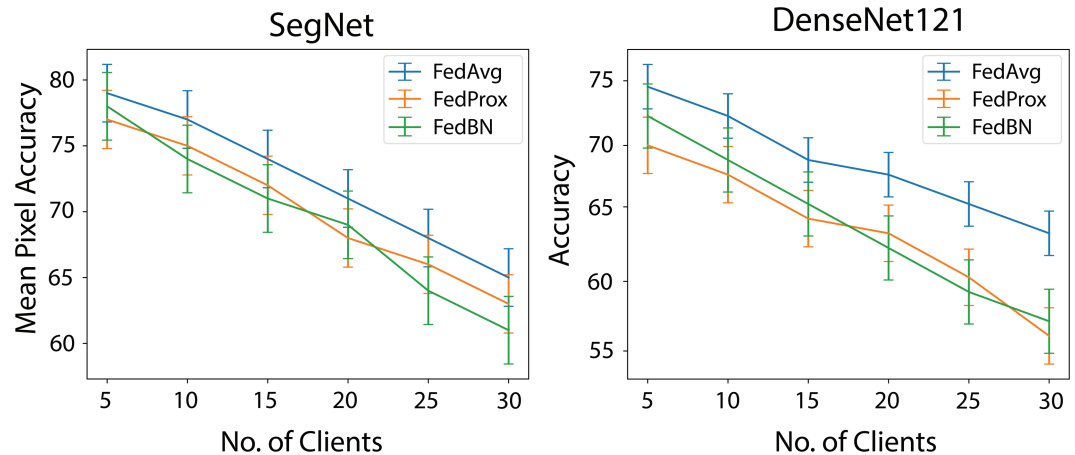 SegNet
Mean Pixel Accuracy
80
75
70
65
60
FedAvg
FedProx
FedBN
5 10 15 20 25 30
No. of Clients
DenseNet121
Accuracy
75
70
65
60
55
FedAvg
FedProx
FedBN
5 10 15 20 25 30
No. of Clients